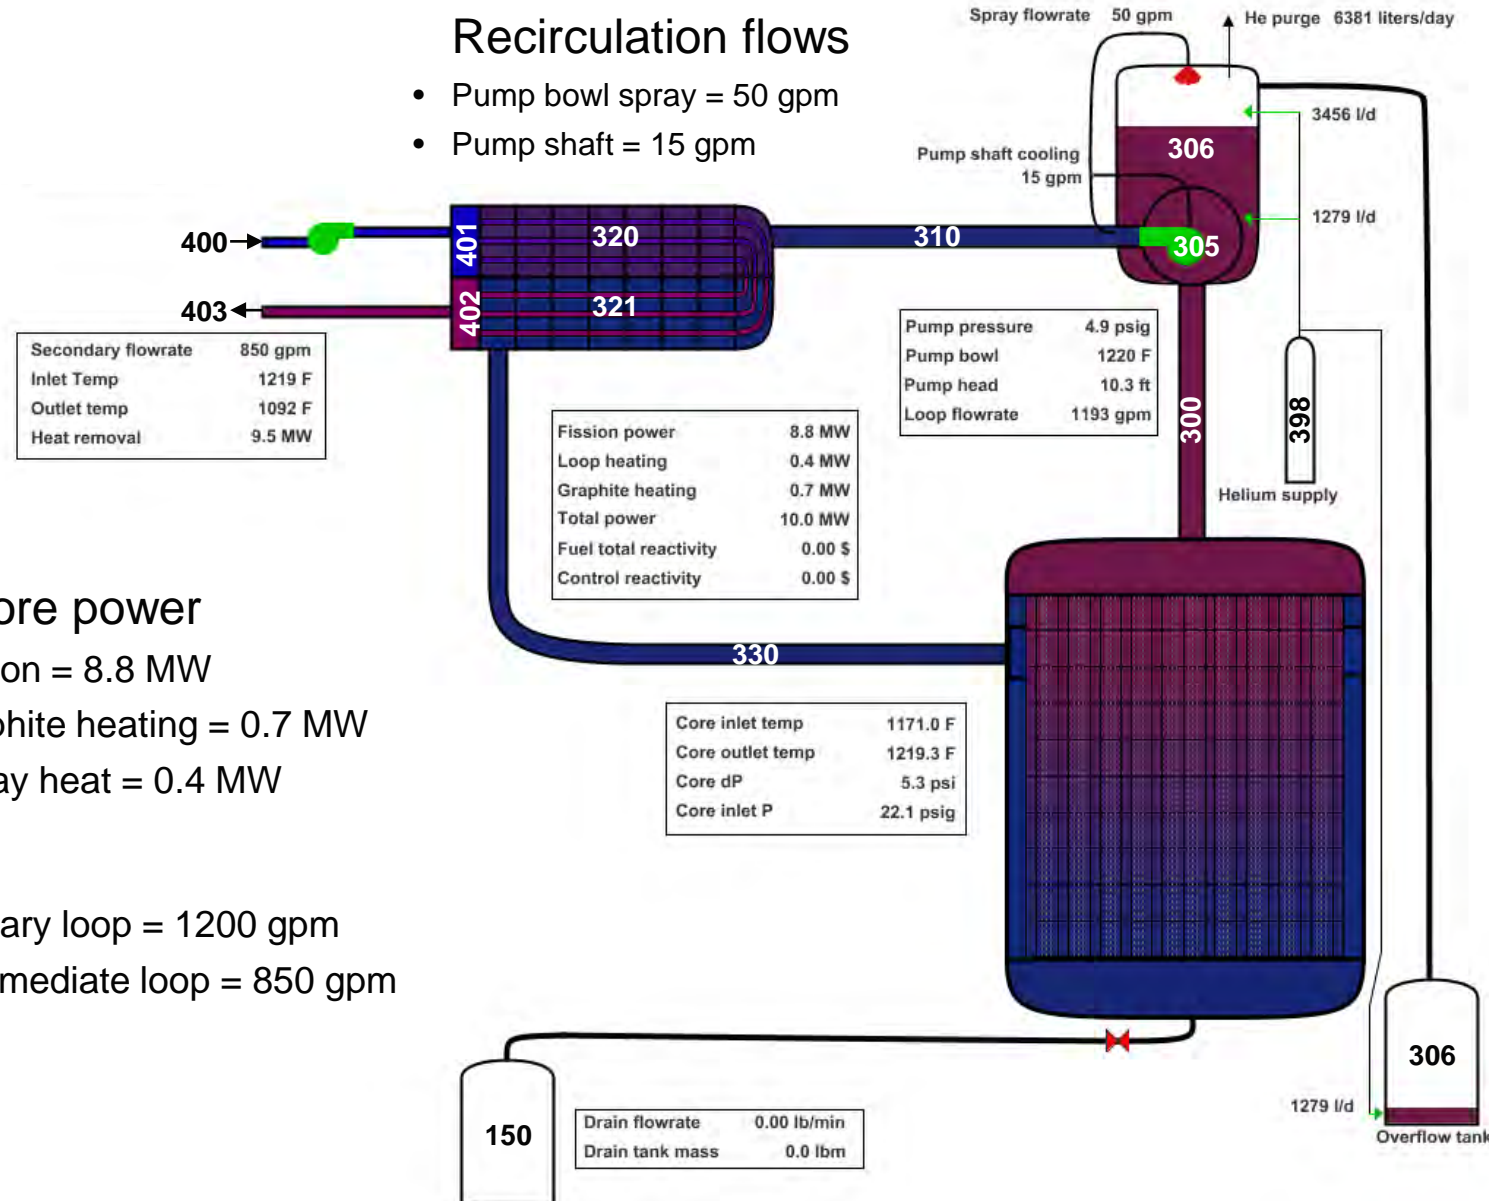 Recirculation flows
• Pump bowl spray = 50 gpm
• Pump shaft = 15 gpm
Spray flowrate 50 gpm
He purge 6381 liters/day
3456 l/d
306
Pump shaft cooling
15 gpm
1279 l/d
400
401
320
310
305
403
402
321
Secondary flowrate 850 gpm
Inlet Temp 1219 F
Outlet temp 1092 F
Heat removal 9.5 MW
Pump pressure 4.9 psig
Pump bowl 1220 F
Pump head 10.3 ft
Loop flowrate 1193 gpm
300
398
Helium supply
Fission power 8.8 MW
Loop heating 0.4 MW
Graphite heating 0.7 MW
Total power 10.0 MW
Fuel total reactivity 0.00 $
Control reactivity 0.00 $
ore power
on = 8.8 MW
phite heating = 0.7 MW
ay heat = 0.4 MW
330
Core inlet temp 1171.0 F
Core outlet temp 1219.3 F
Core dP 5.3 psi
Core inlet P 22.1 psig
ary loop = 1200 gpm
mediate loop = 850 gpm
306
1279 l/d
Overflow tank
150
Drain flowrate 0.00 lb/min
Drain tank mass 0.0 lbm